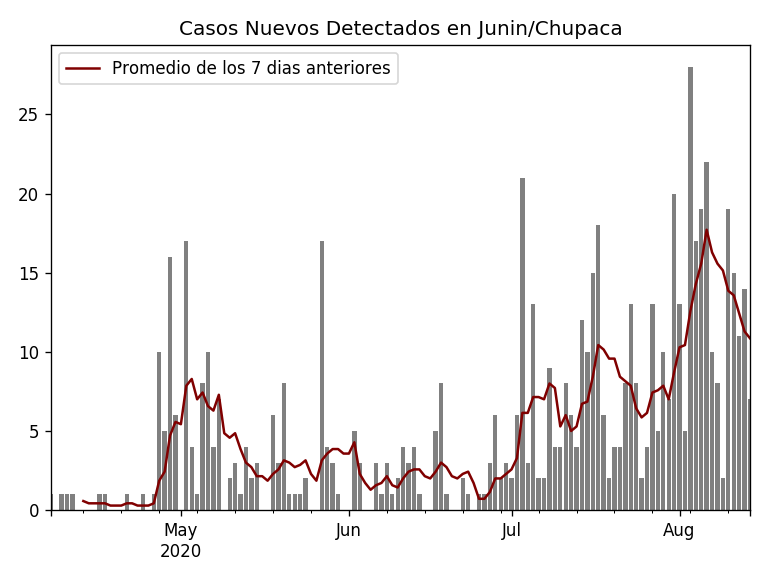 Casos Nuevos Detectados en Junin/Chupaca
Promedio de los 7 dias anteriores
25
20
15
10
5
0
May
2020
Jun
Jul
Aug